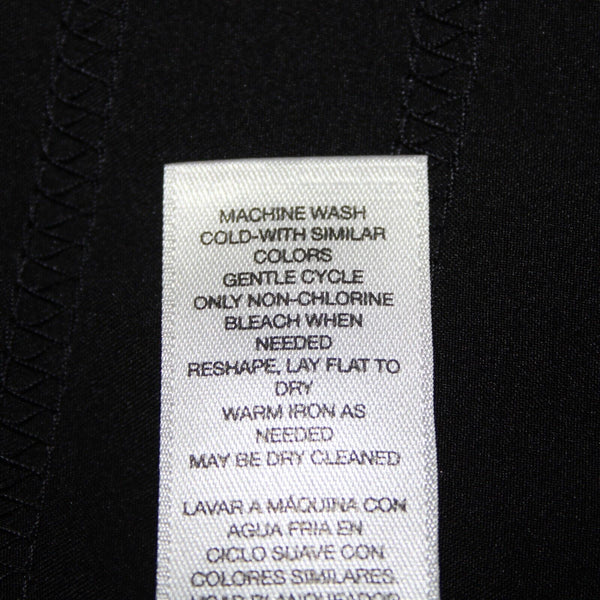 MACHINE WASH
COLD-WITH SIMILAR
COLORS
GENTLE CYCLE
ONLY NON-CHLORINE
BLEACH WHEN
NEEDED
RESHAPE, LAY FLAT TO
DRY
WARM IRON AS
NEEDED
MAY BE DRY CLEANED
LAVAR A MÁQUINA CON
AGUA FRIA EN
CICLO SUAVE CON
COLORES SIMILARES.
USAR BLANQUEADOR